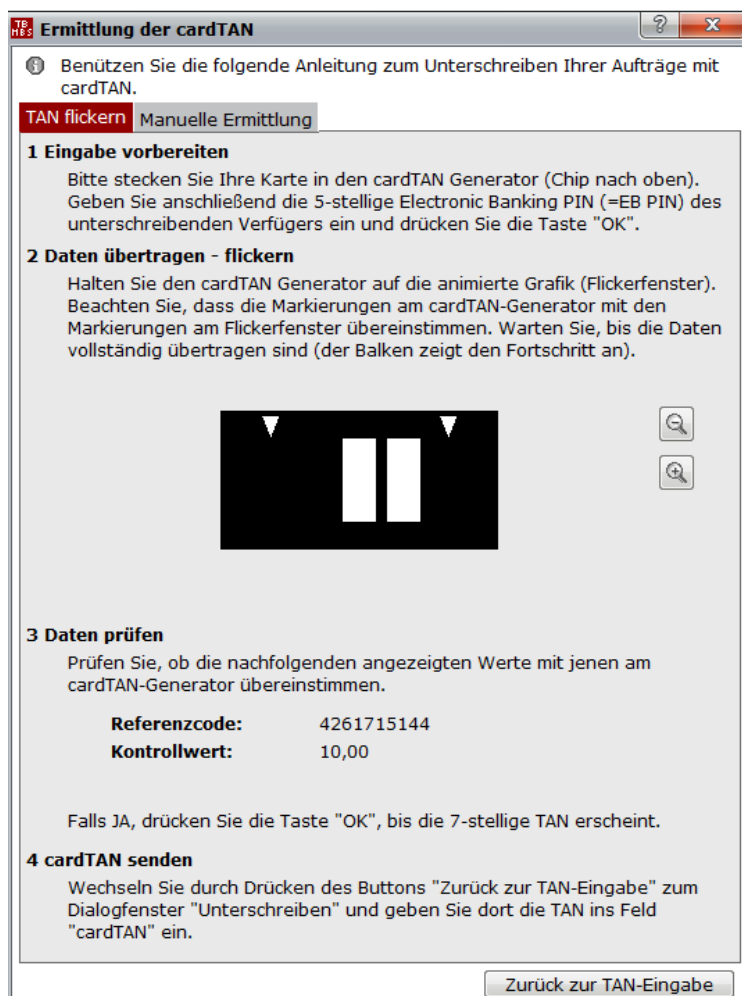 TB
MBS
Ermittlung der cardTAN
Benützen Sie die folgende Anleitung zum Unterschreiben Ihrer Aufträge mit
cardTAN.
TAN flickern
Manuelle Ermittlung
1 Eingabe vorbereiten
Bitte stecken Sie Ihre Karte in den cardTAN Generator (Chip nach oben).
Geben Sie anschließend die 5-stellige Electronic Banking PIN (=EB PIN) des
unterschreibenden Verfügers ein und drücken Sie die Taste "OK".
2 Daten übertragen - flickern
Halten Sie den cardTAN Generator auf die animierte Grafik (Flickerfenster).
Beachten Sie, dass die Markierungen am cardTAN-Generator mit den
Markierungen am Flickerfenster übereinstimmen. Warten Sie, bis die Daten
vollständig übertragen sind (der Balken zeigt den Fortschritt an).
3 Daten prüfen
Prüfen Sie, ob die nachfolgenden angezeigten Werte mit jenen am
cardTAN-Generator übereinstimmen.
Referenzcode: 4261715144
Kontrollwert: 10,00
Falls JA, drücken Sie die Taste "OK", bis die 7-stellige TAN erscheint.
4 cardTAN senden
Wechseln Sie durch Drücken des Buttons "Zurück zur TAN-Eingabe" zum
Dialogfenster "Unterschreiben" und geben Sie dort die TAN ins Feld
"cardTAN" ein.
Zurück zur TAN-Eingabe